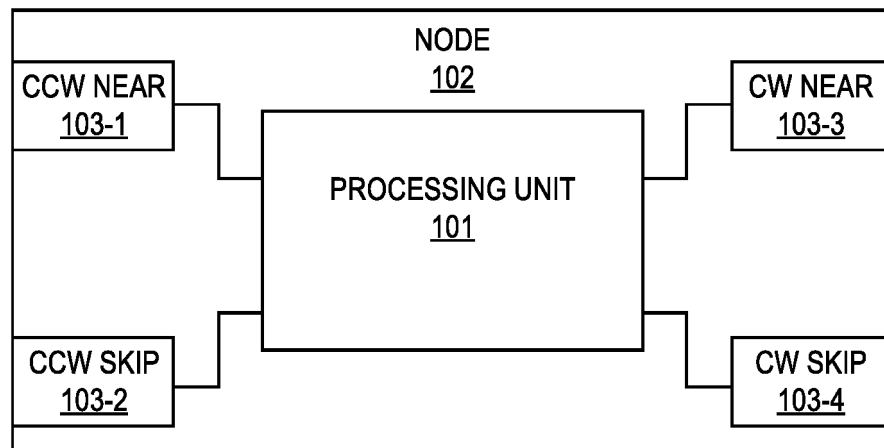 NODE
102
CCW NEAR
103-1
CW NEAR
103-3
PROCESSING UNIT
101
CCW SKIP
103-2
CW SKIP
103-4